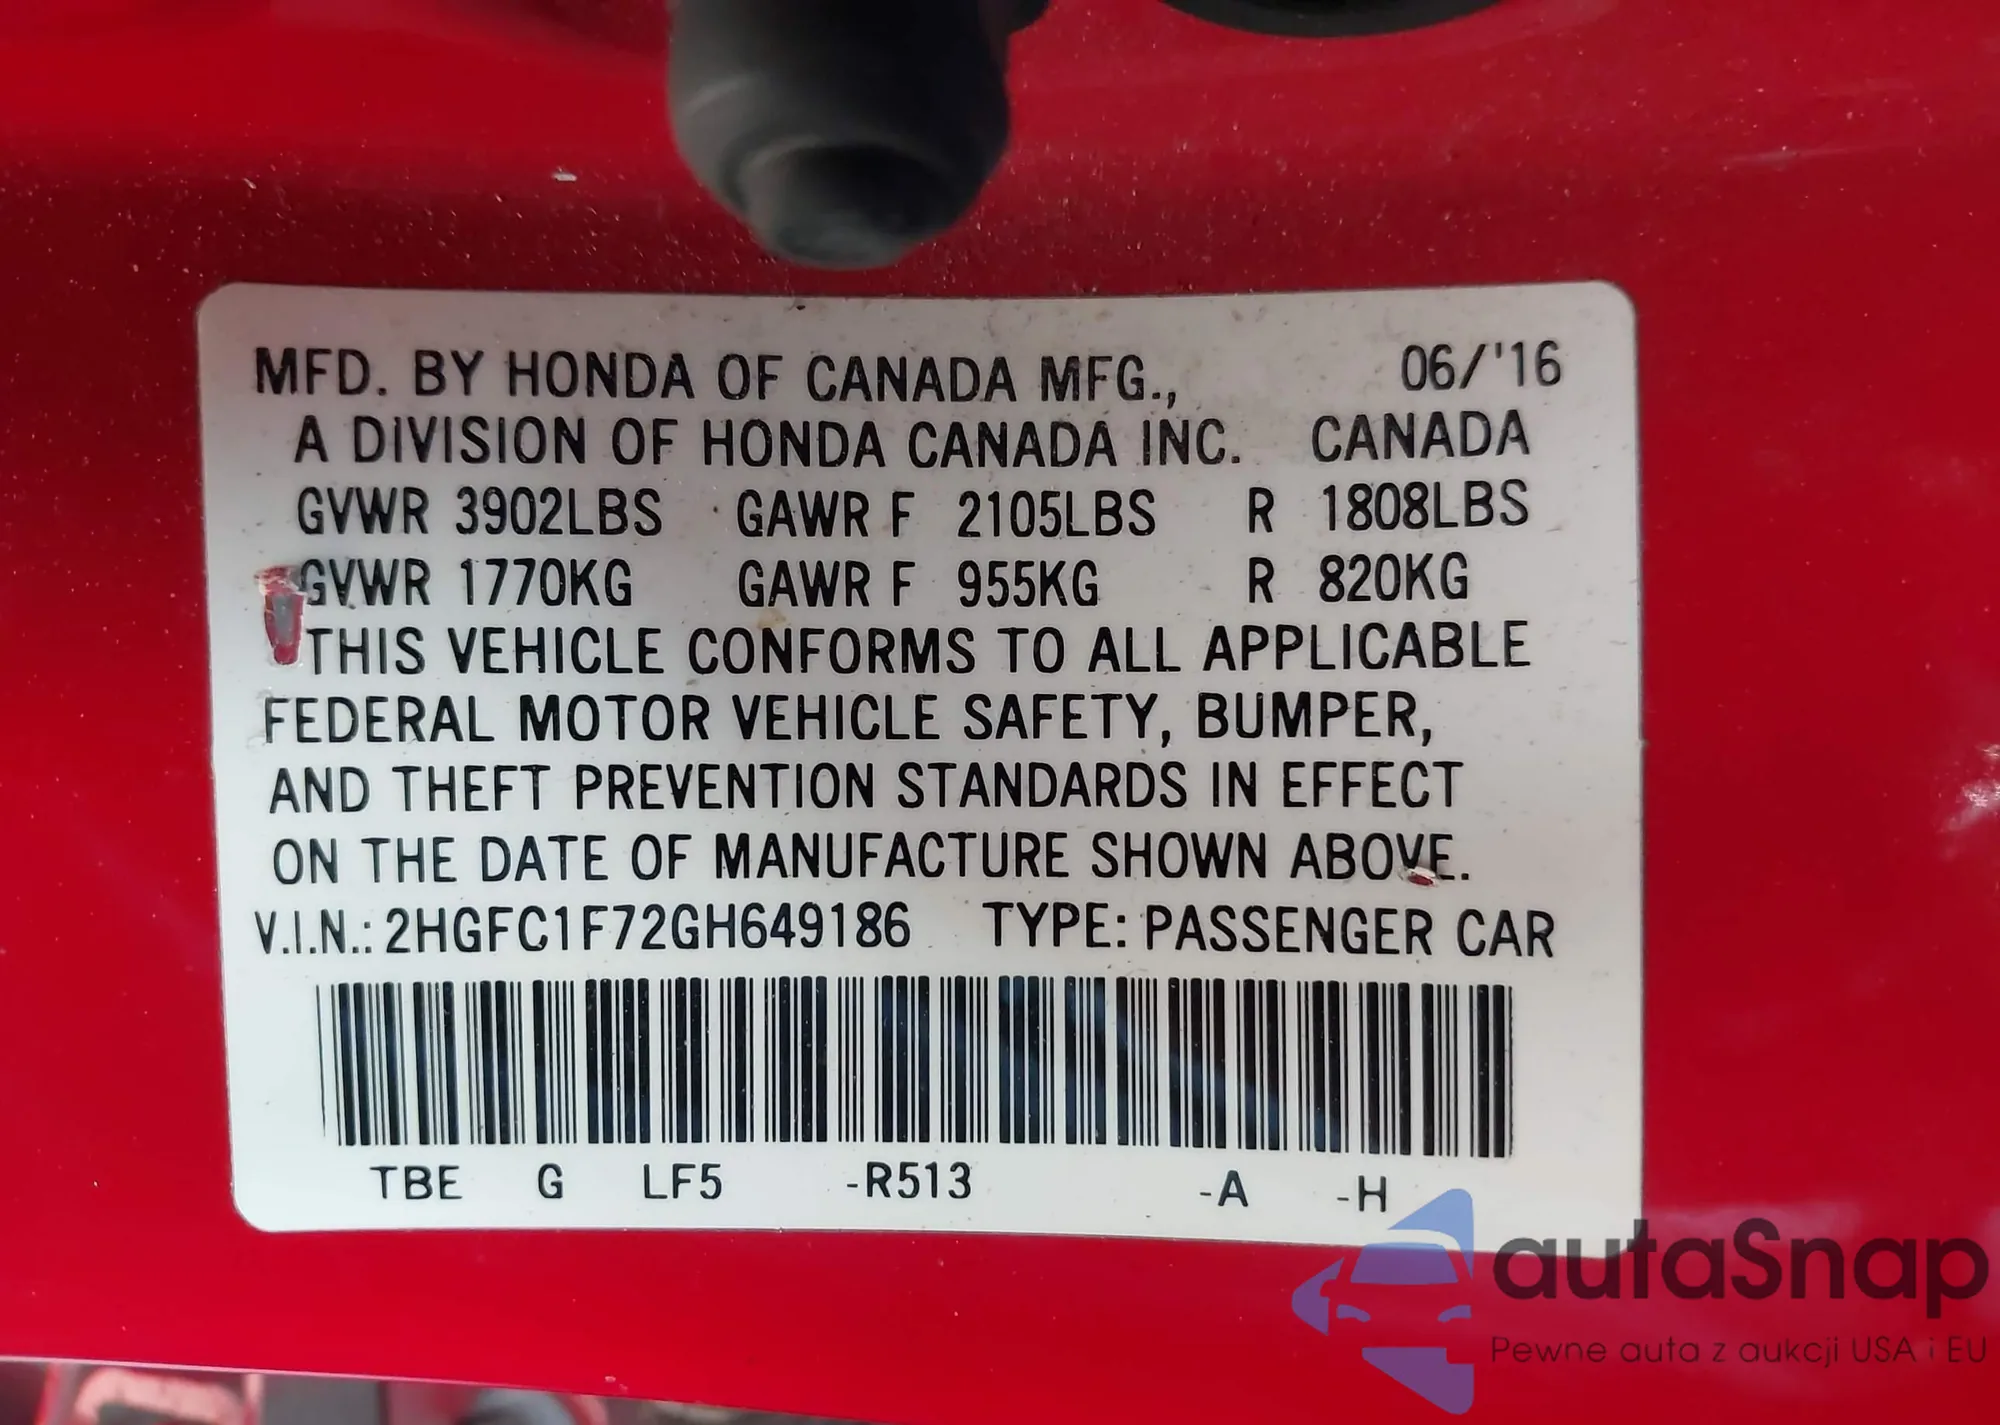 MFD. BY HONDA OF CANADA MFG., 06/'16
A DIVISION OF HONDA CANADA INC. CANADA
GVWR 3902LBS GAWR F 2105LBS R 1808LBS
GVWR 1770KG GAWR F 955KG R 820KG
THIS VEHICLE CONFORMS TO ALL APPLICABLE
FEDERAL MOTOR VEHICLE SAFETY, BUMPER,
AND THEFT PREVENTION STANDARDS IN EFFECT
ON THE DATE OF MANUFACTURE SHOWN ABOVE.
V.I.N.: 2HGFC1F72GH649186 TYPE: PASSENGER CAR
TBE G LF5 -R513 -A -H
autaSnap
Pewne auta z aukcji USA i EU